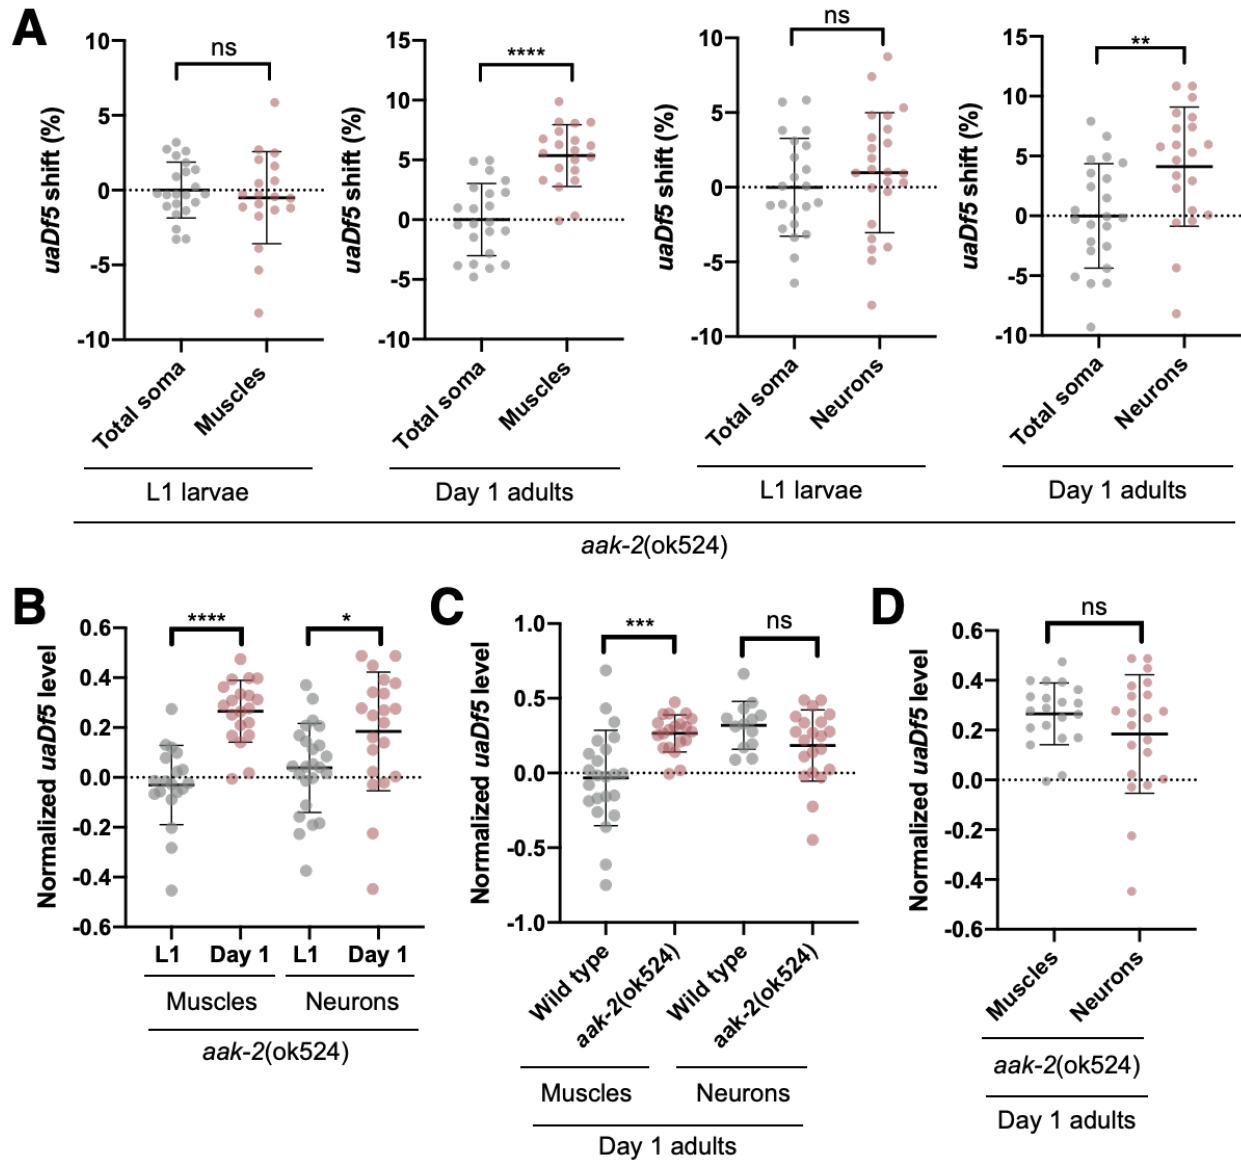 A
ns
10
5
0
-5
-10
uaDf5 shift (%)
Total soma
Muscles
L1 larvae
****
15
10
5
0
-5
-10
uaDf5 shift (%)
Total soma
Muscles
Day 1 adults
ns
10
5
0
-5
-10
uaDf5 shift (%)
Total soma
Neurons
L1 larvae
**
15
10
5
0
-5
-10
uaDf5 shift (%)
Total soma
Neurons
Day 1 adults
aak-2(ok524)
B
**** *
0.6
0.4
0.2
0.0
-0.2
-0.4
-0.6
Normalized uaDf5 level
L1 Day 1 L1 Day 1
Muscles Neurons
aak-2(ok524)
C
*** ns
1.0
0.5
0.0
-0.5
-1.0
Normalized uaDf5 level
Wild type
aak-2(ok524)
Wild type
aak-2(ok524)
Muscles Neurons
Day 1 adults
D
ns
0.6
0.4
0.2
0.0
-0.2
-0.4
-0.6
Normalized uaDf5 level
Muscles
Neurons
aak-2(ok524)
Day 1 adults